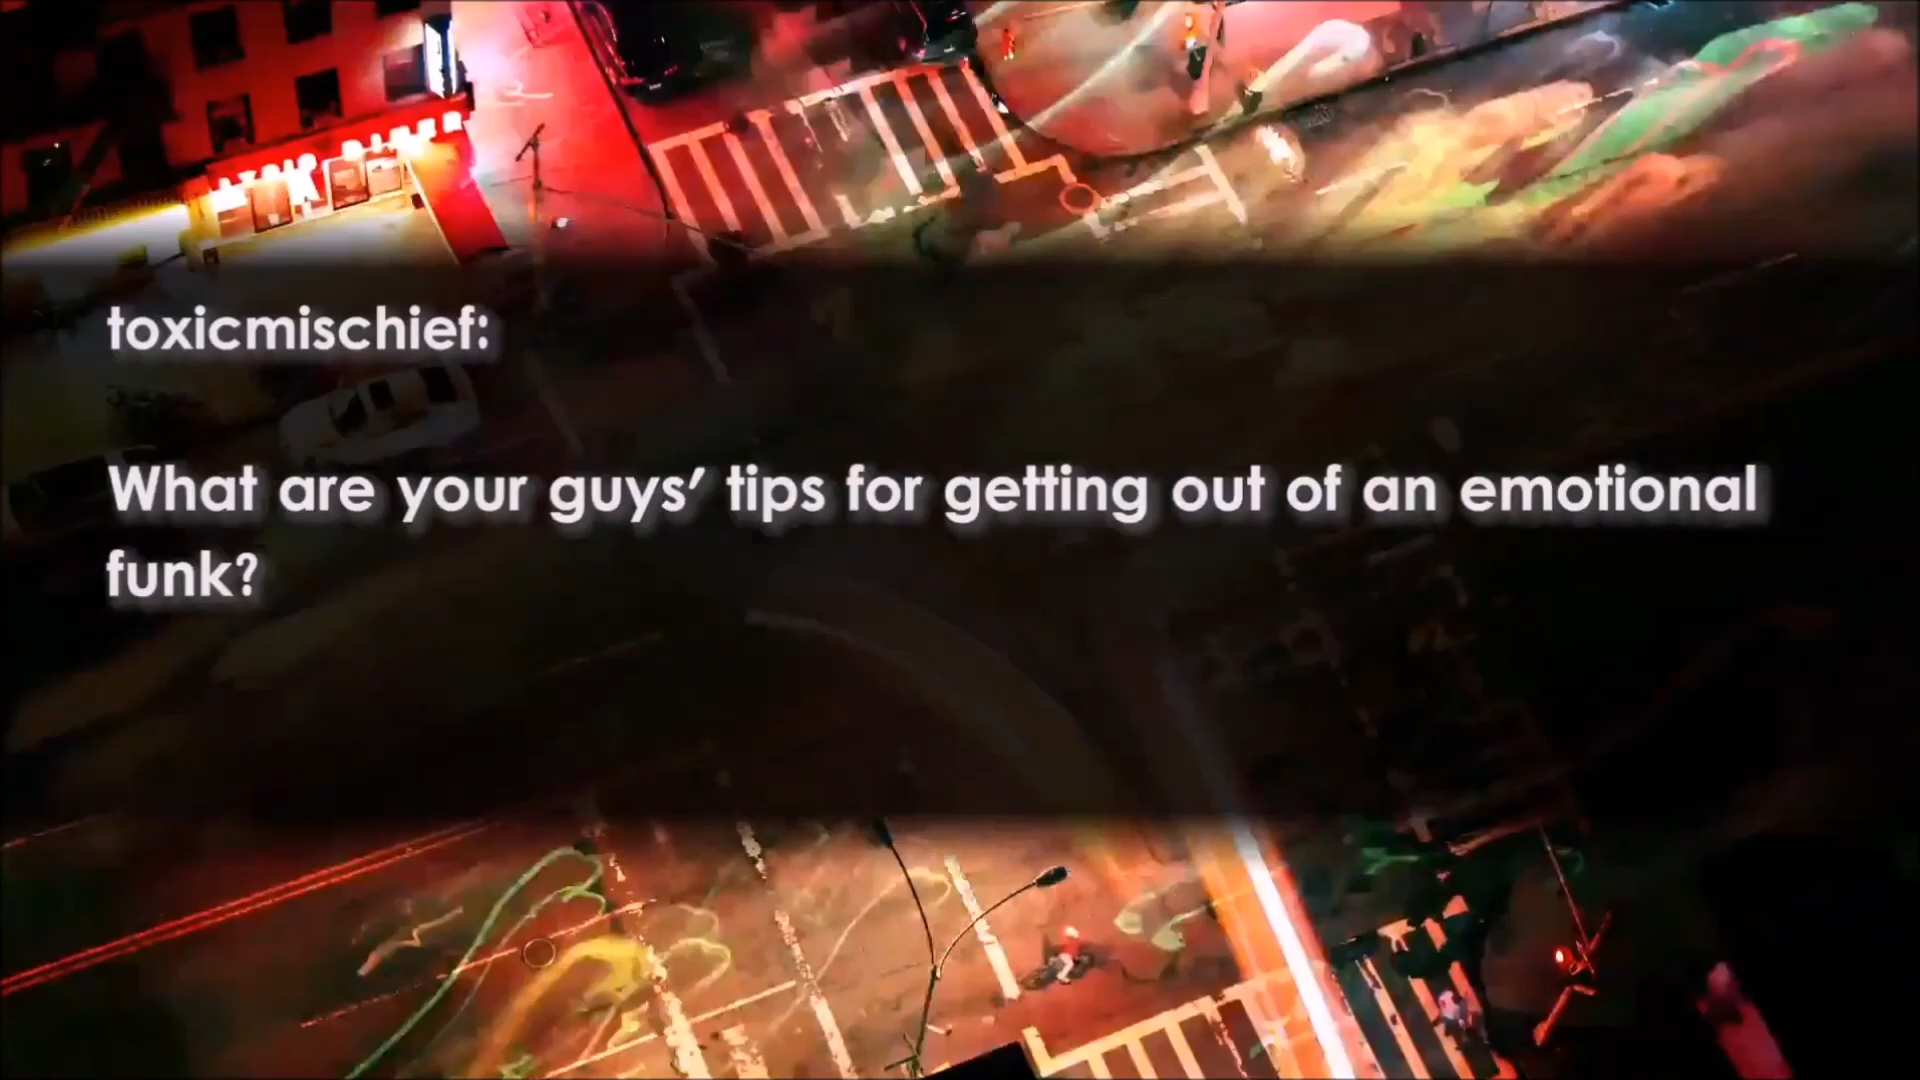 toxicmischief:
What are your guys' tips for getting out of an emotional
funk?